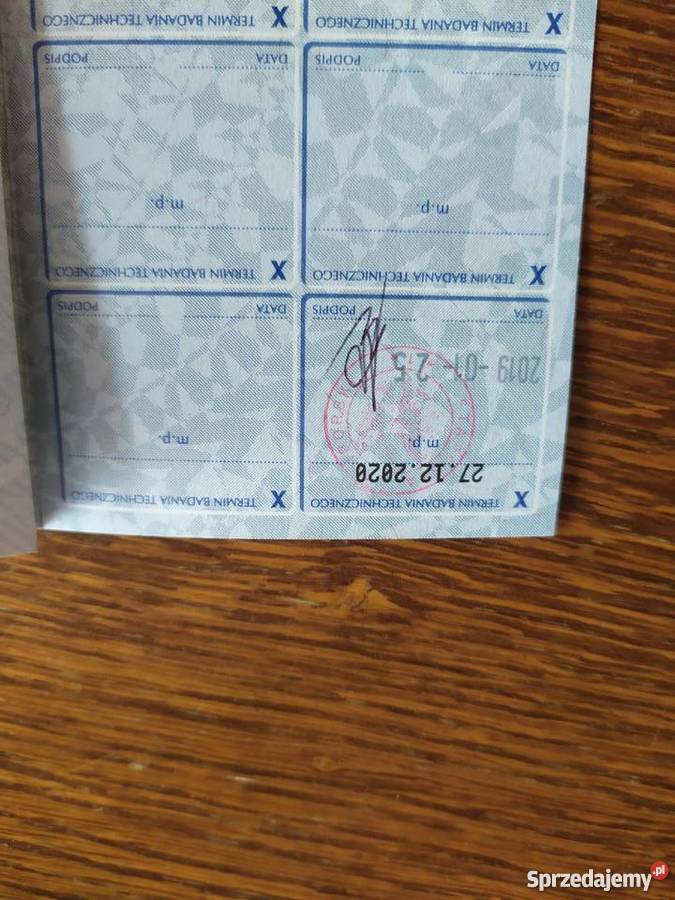 X TERMIN BADANIA TECHNICZNEGO
27.12.2020
m.p.
2019 -01- 25
DATA PODPIS
X TERMIN BADANIA TECHNICZNEGO
m.p.
DATA PODPIS
X TERMIN BADANIA TECHNICZNEGO
m.p.
DATA PODPIS
X TERMIN BADANIA TECHNICZNEGO
m.p.
DATA PODPIS
X TERMIN BADANIA TECHNICZNEGO
X TERMIN BADANIA TECHNICZNEGO
Sprzedajemy.pl